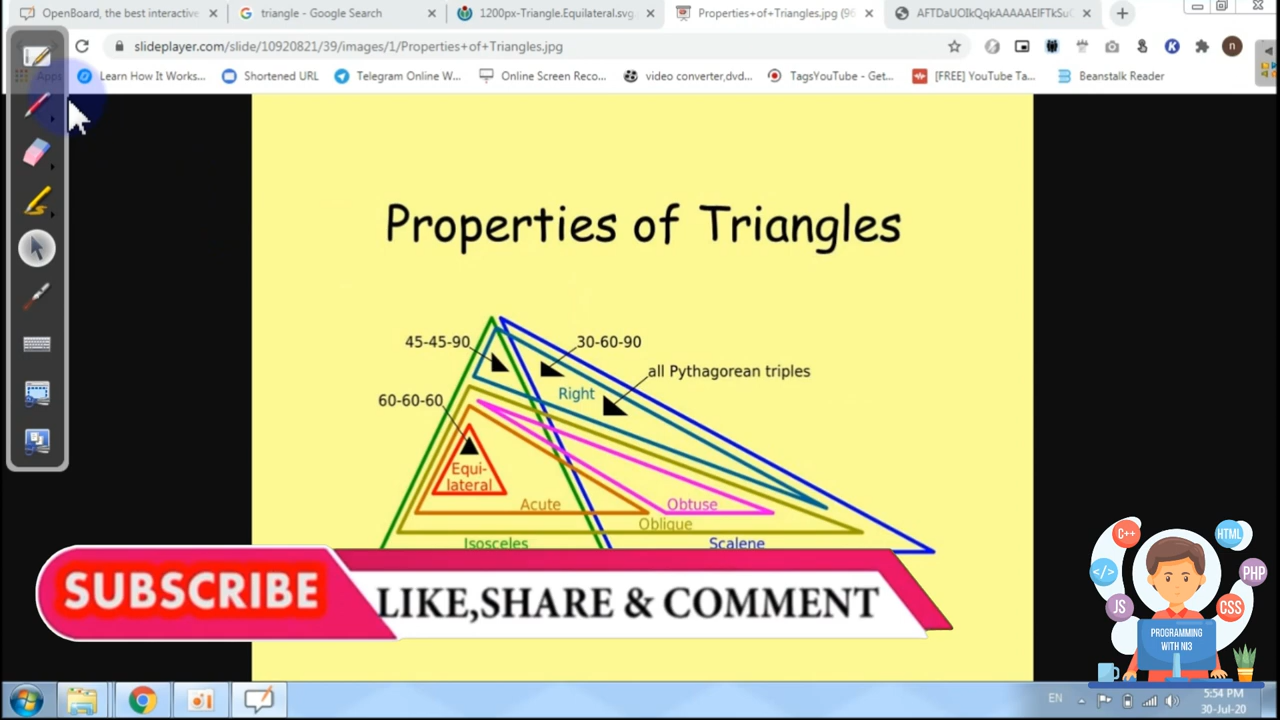 OpenBoard, the best interactive
triangle - Google Search
1200px-Triangle.Equilateral.svg
Properties+of+Triangles.jpg (96
slideplayer.com/slide/10920821/39/images/1/Properties+of+Triangles.jpg
Apps
Learn How It Works...
Shortened URL
Telegram Online W...
Online Screen Reco...
video converter,dvd...
TagsYouTube - Get...
[FREE] YouTube Ta...
Beanstalk Reader
Properties of Triangles
45-45-90
30-60-90
all Pythagorean triples
Right
60-60-60
Equi-
lateral
Acute
Obtuse
Oblique
Isosceles
Scalene
SUBSCRIBE
LIKE,SHARE & COMMENT
C++
HTML
</>
PHP
JS
CSS
PROGRAMMING
WITH NI3
EN
5:54 PM
30-Jul-20